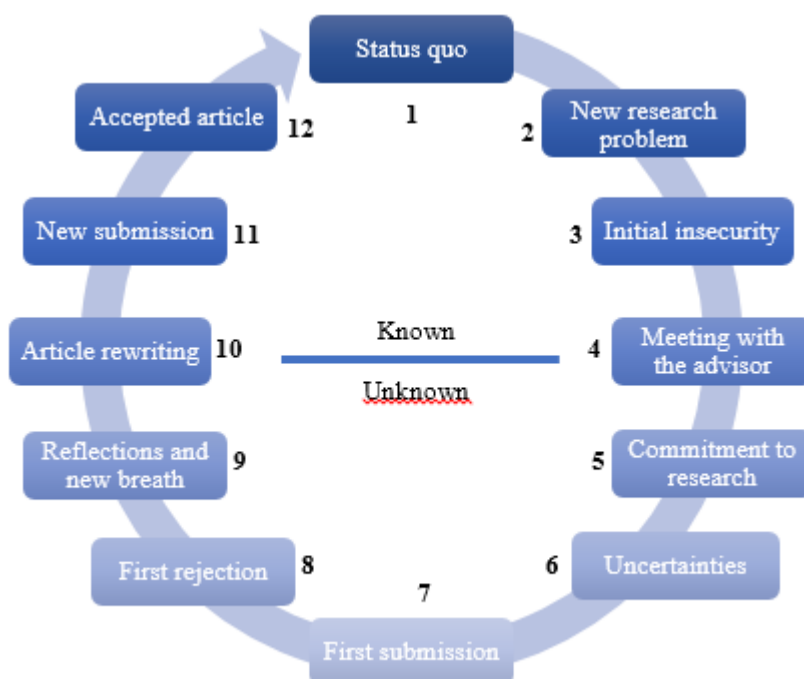 Status quo
1
New research
problem
2
Initial insecurity
3
Meeting with
the advisor
4
Commitment to
research
5
Uncertainties
6
First submission
7
First rejection
8
Reflections and
new breath
9
Article rewriting
10
New submission
11
Accepted article
12
Known
Unknown